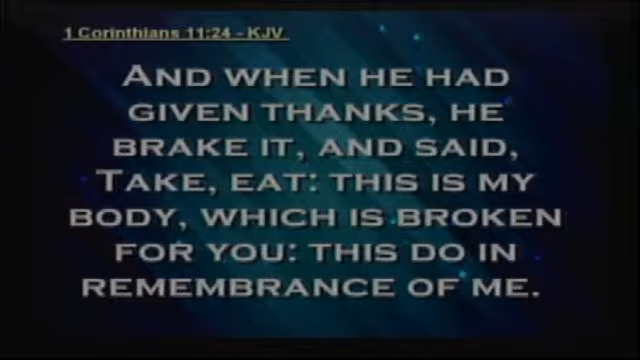 1 Corinthians 11:24 - KJV
AND WHEN HE HAD
GIVEN THANKS, HE
BRAKE IT, AND SAID,
TAKE, EAT: THIS IS MY
BODY, WHICH IS BROKEN
FOR YOU: THIS DO IN
REMEMBRANCE OF ME.